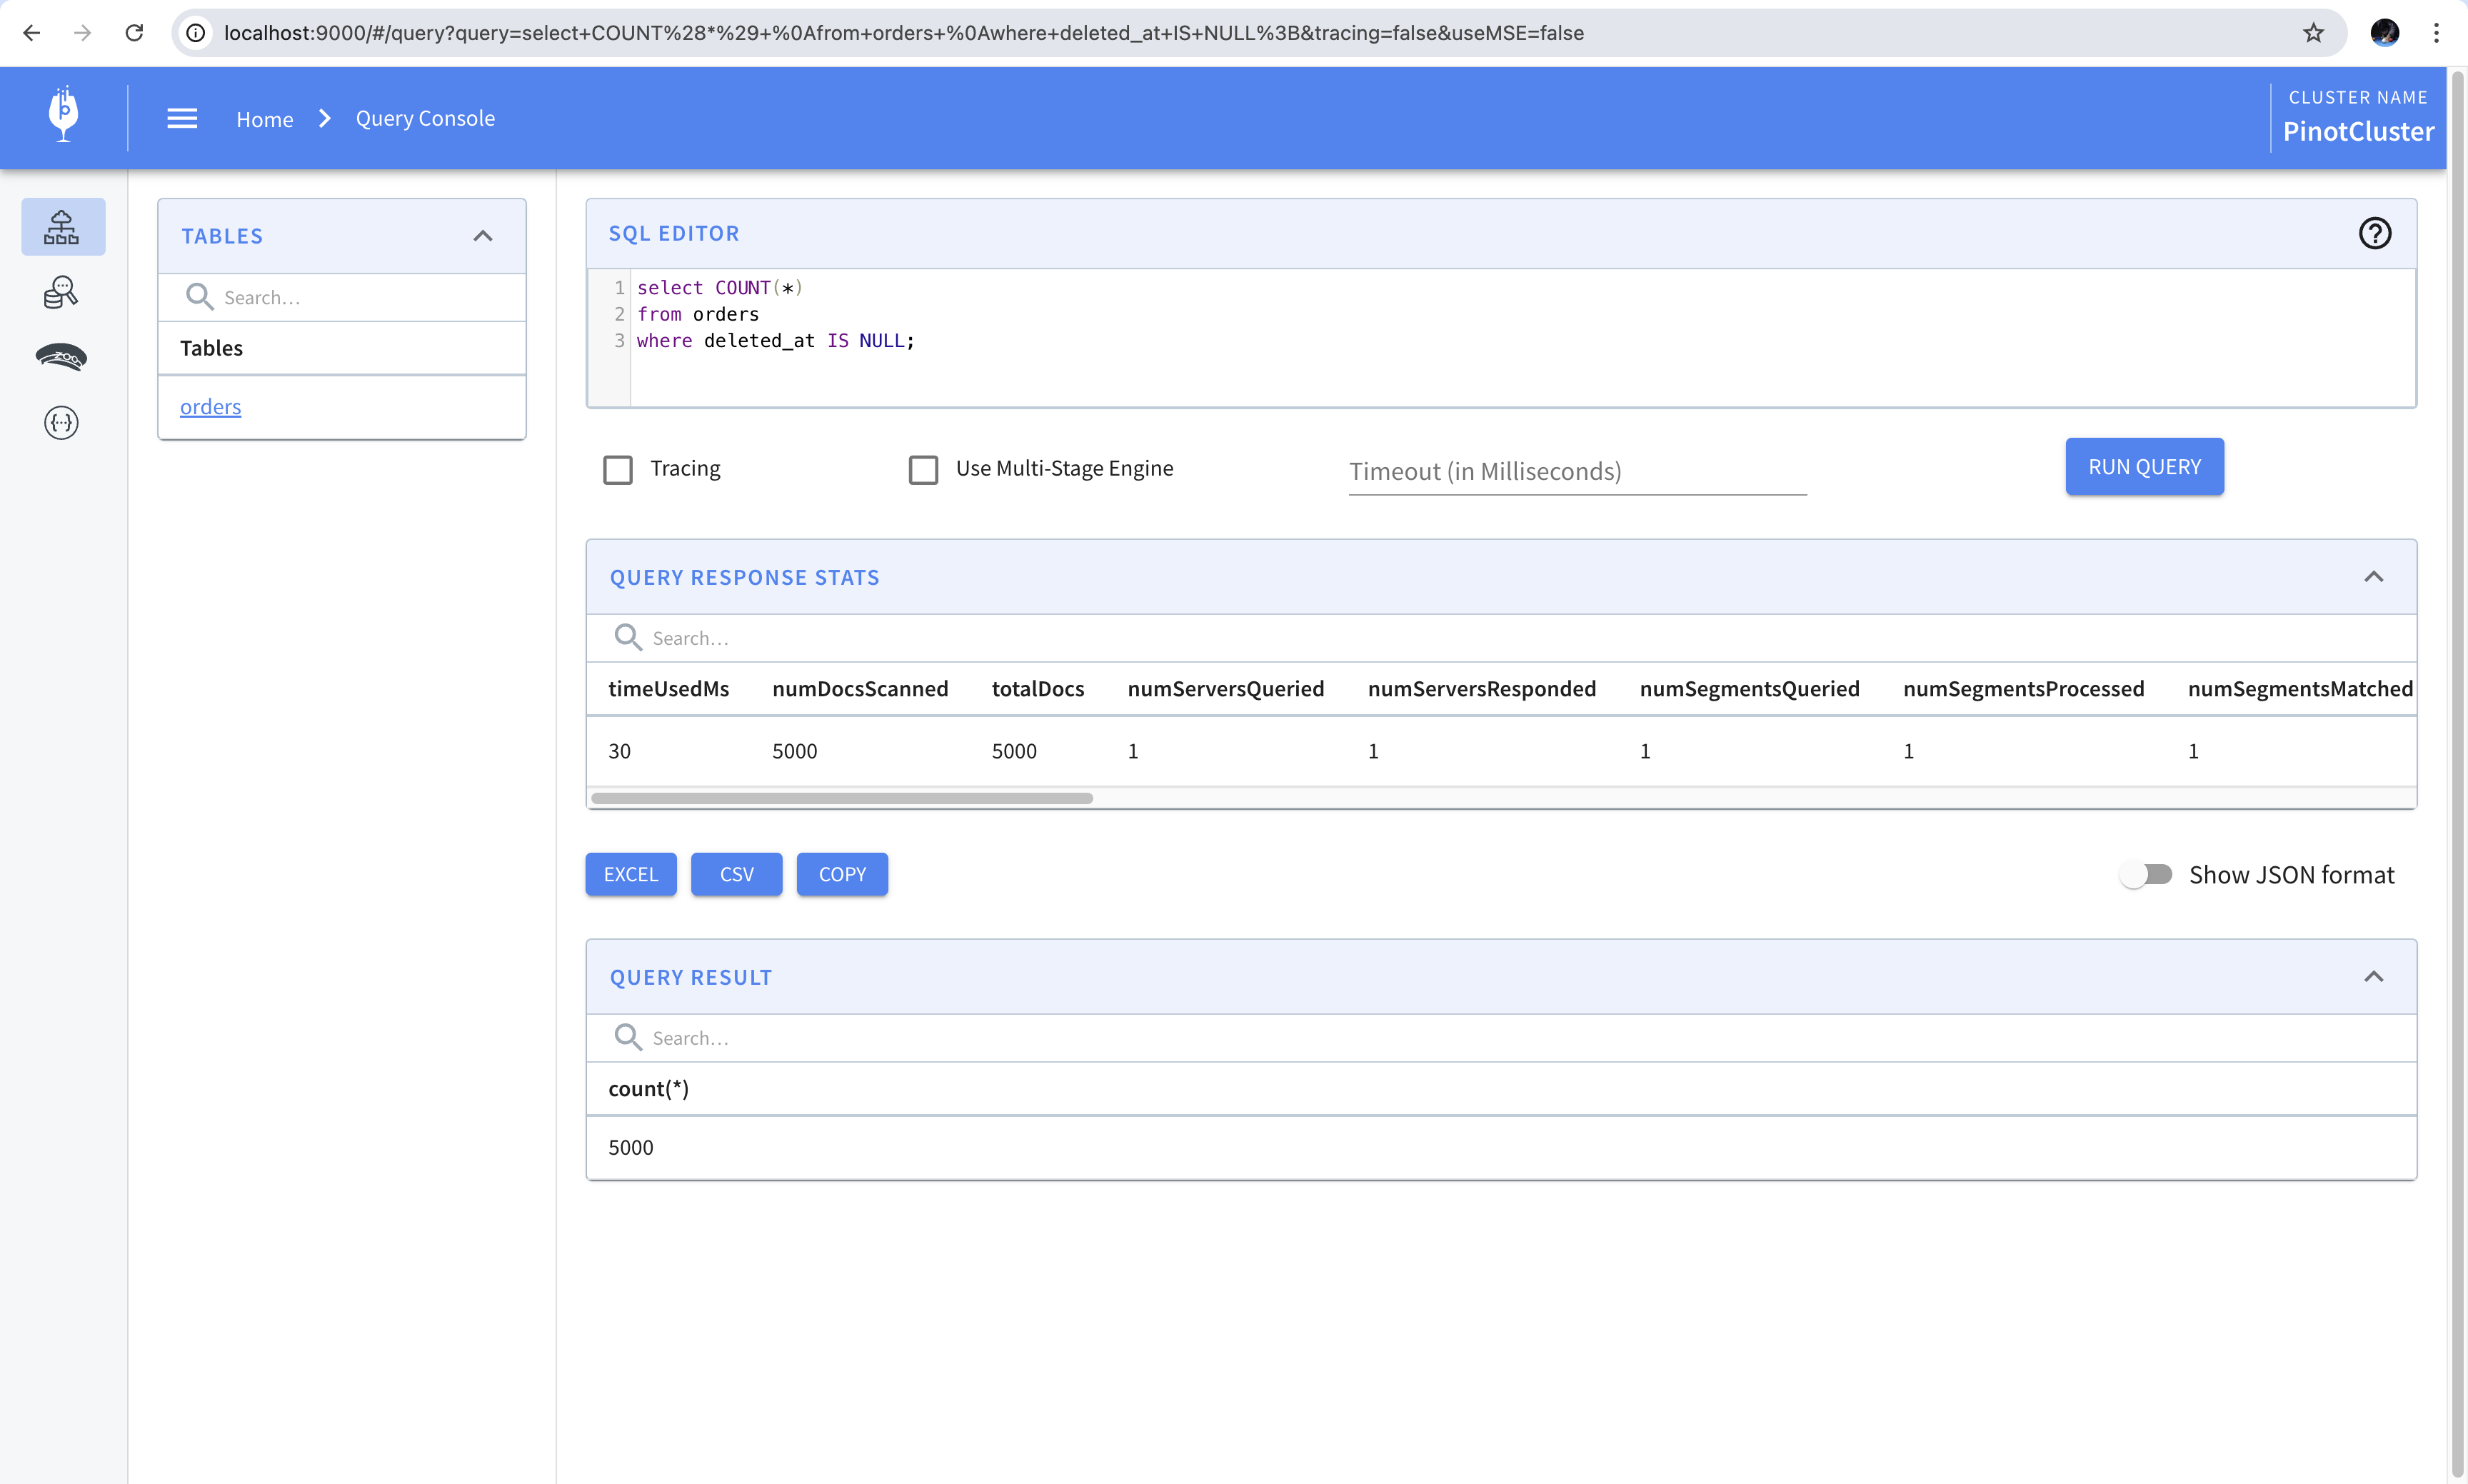 localhost:9000/#/query?query=select+COUNT%28*%29+%0Afrom+orders+%0Awhere+deleted_at+IS+NULL%3B&tracing=false&useMSE=false
p
Home
Query Console
CLUSTER NAME
PinotCluster
TABLES
Search…
Tables
orders
ZOO
{···}
SQL EDITOR
?
1 select COUNT(*)
2 from orders
3 where deleted_at IS NULL;
Tracing
Use Multi-Stage Engine
Timeout (in Milliseconds)
RUN QUERY
QUERY RESPONSE STATS
Search…
timeUsedMs numDocsScanned totalDocs numServersQueried numServersResponded numSegmentsQueried numSegmentsProcessed numSegmentsMatched
30 5000 5000 1 1 1 1 1
EXCEL CSV COPY
Show JSON format
QUERY RESULT
Search…
count(*)
5000